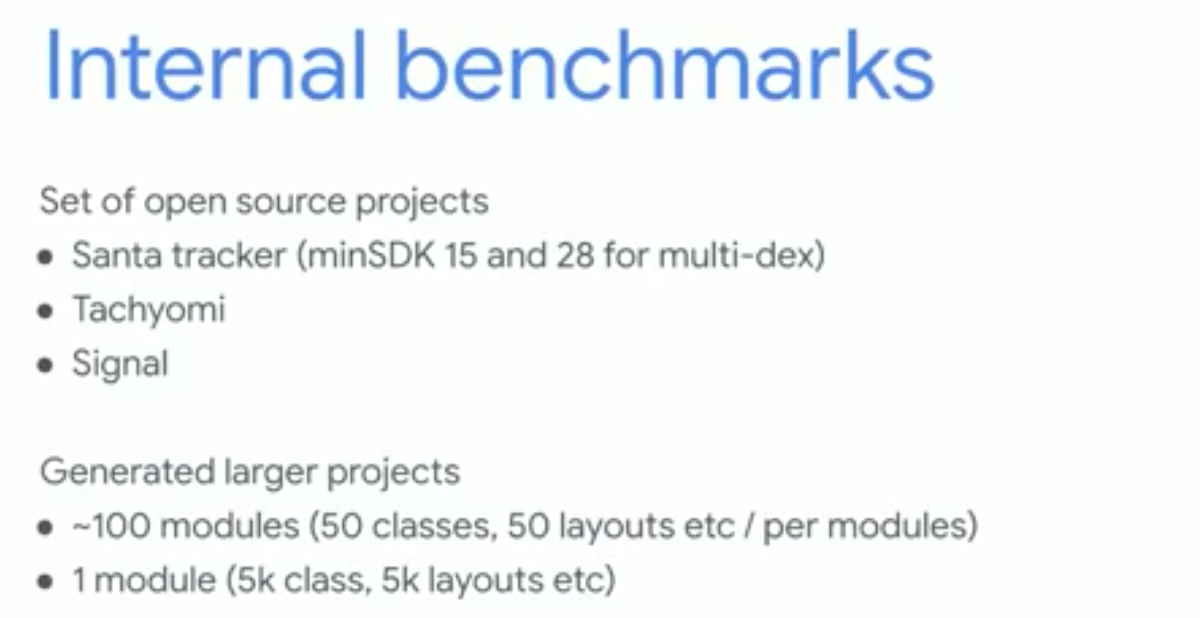 Internal benchmarks
Set of open source projects
• Santa tracker (minSDK 15 and 28 for multi-dex)
• Tachyomi
• Signal
Generated larger projects
• ~100 modules (50 classes, 50 layouts etc / per modules)
• 1 module (5k class, 5k layouts etc)